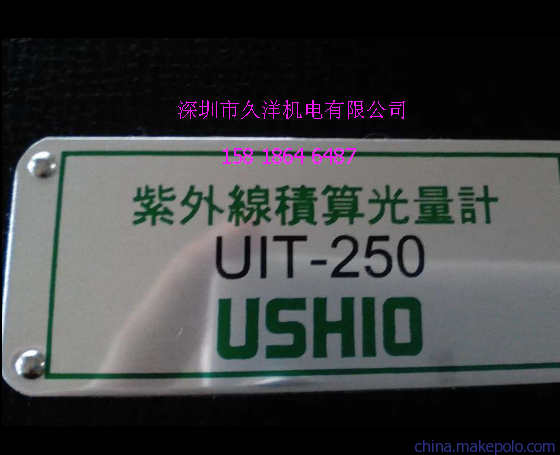 深圳市久洋机电有限公司
158 1864 6487
紫外線積算光量計
UIT-250
USHIO
china.makepolo.com